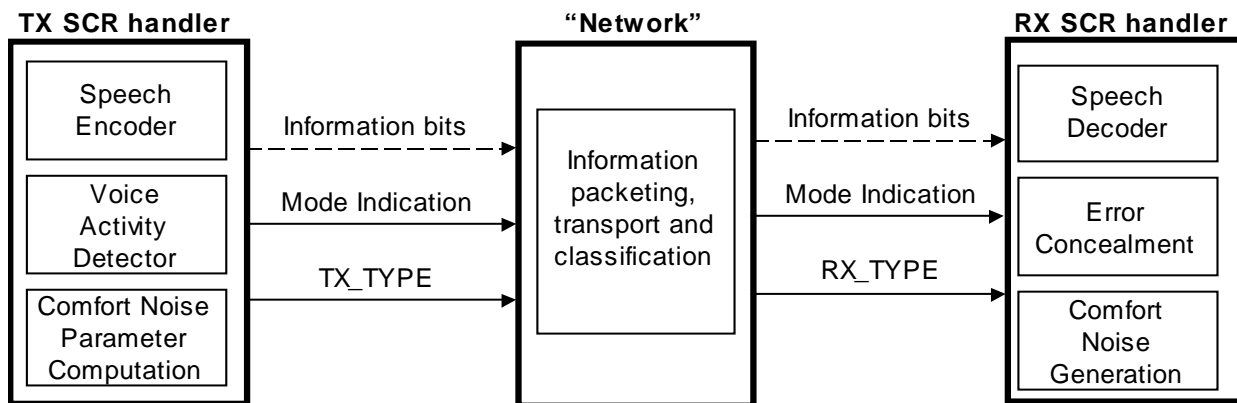 TX SCR handler
“Network”
RX SCR handler
Speech
Encoder
Voice
Activity
Detector
Comfort Noise
Parameter
Computation
Information bits
Mode Indication
TX_TYPE
Information
packeting,
transport and
classification
Information bits
Mode Indication
RX_TYPE
Speech
Decoder
Error
Concealment
Comfort
Noise
Generation